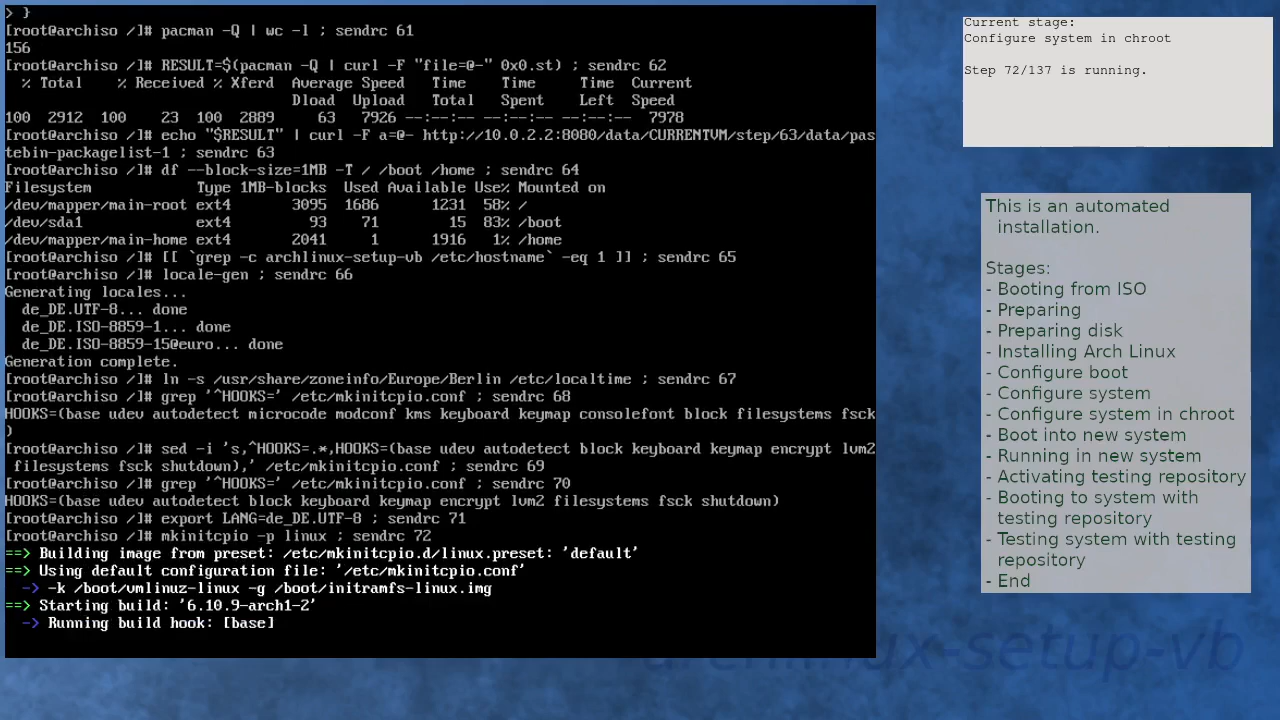 > }
[root@archiso /]# pacman -Q | wc -l ; sendrc 61
156
[root@archiso /]# RESULT=$(pacman -Q | curl -F "file=@-" 0x0.st) ; sendrc 62
  % Total    % Received % Xferd  Average Speed   Time    Time     Time  Current
                                 Dload  Upload   Total   Spent    Left  Speed
100  2912  100    23  100  2889     63   7926 --:--:-- --:--:-- --:--:--  7978
[root@archiso /]# echo "$RESULT" | curl -F a=@- http://10.0.2.2:8080/data/CURRENTVM/step/63/data/pas
tebin-packagelist-1 ; sendrc 63
[root@archiso /]# df --block-size=1MB -T / /boot /home ; sendrc 64
Filesystem            Type 1MB-blocks  Used Available Use% Mounted on
/dev/mapper/main-root ext4       3095  1686      1231  58% /
/dev/sda1             ext4         93    71        15  83% /boot
/dev/mapper/main-home ext4       2041     1      1916   1% /home
[root@archiso /]# [[ `grep -c archlinux-setup-vb /etc/hostname` -eq 1 ]] ; sendrc 65
[root@archiso /]# locale-gen ; sendrc 66
Generating locales...
  de_DE.UTF-8... done
  de_DE.ISO-8859-1... done
  de_DE.ISO-8859-15@euro... done
Generation complete.
[root@archiso /]# ln -s /usr/share/zoneinfo/Europe/Berlin /etc/localtime ; sendrc 67
[root@archiso /]# grep '^HOOKS=' /etc/mkinitcpio.conf ; sendrc 68
HOOKS=(base udev autodetect microcode modconf kms keyboard keymap consolefont block filesystems fsck
)
[root@archiso /]# sed -i 's,^HOOKS=.*,HOOKS=(base udev autodetect block keyboard keymap encrypt lvm2
 filesystems fsck shutdown),' /etc/mkinitcpio.conf ; sendrc 69
[root@archiso /]# grep '^HOOKS=' /etc/mkinitcpio.conf ; sendrc 70
HOOKS=(base udev autodetect block keyboard keymap encrypt lvm2 filesystems fsck shutdown)
[root@archiso /]# export LANG=de_DE.UTF-8 ; sendrc 71
[root@archiso /]# mkinitcpio -p linux ; sendrc 72
==> Building image from preset: /etc/mkinitcpio.d/linux.preset: 'default'
==> Using default configuration file: '/etc/mkinitcpio.conf'
  -> -k /boot/vmlinuz-linux -g /boot/initramfs-linux.img
==> Starting build: '6.10.9-arch1-2'
  -> Running build hook: [base]
Current stage:
Configure system in chroot
Step 72/137 is running.
This is an automated
installation.
Stages:
- Booting from ISO
- Preparing
- Preparing disk
- Installing Arch Linux
- Configure boot
- Configure system
- Configure system in chroot
- Boot into new system
- Running in new system
- Activating testing repository
- Booting to system with
testing repository
- Testing system with testing
repository
- End
archlinux-setup-vb